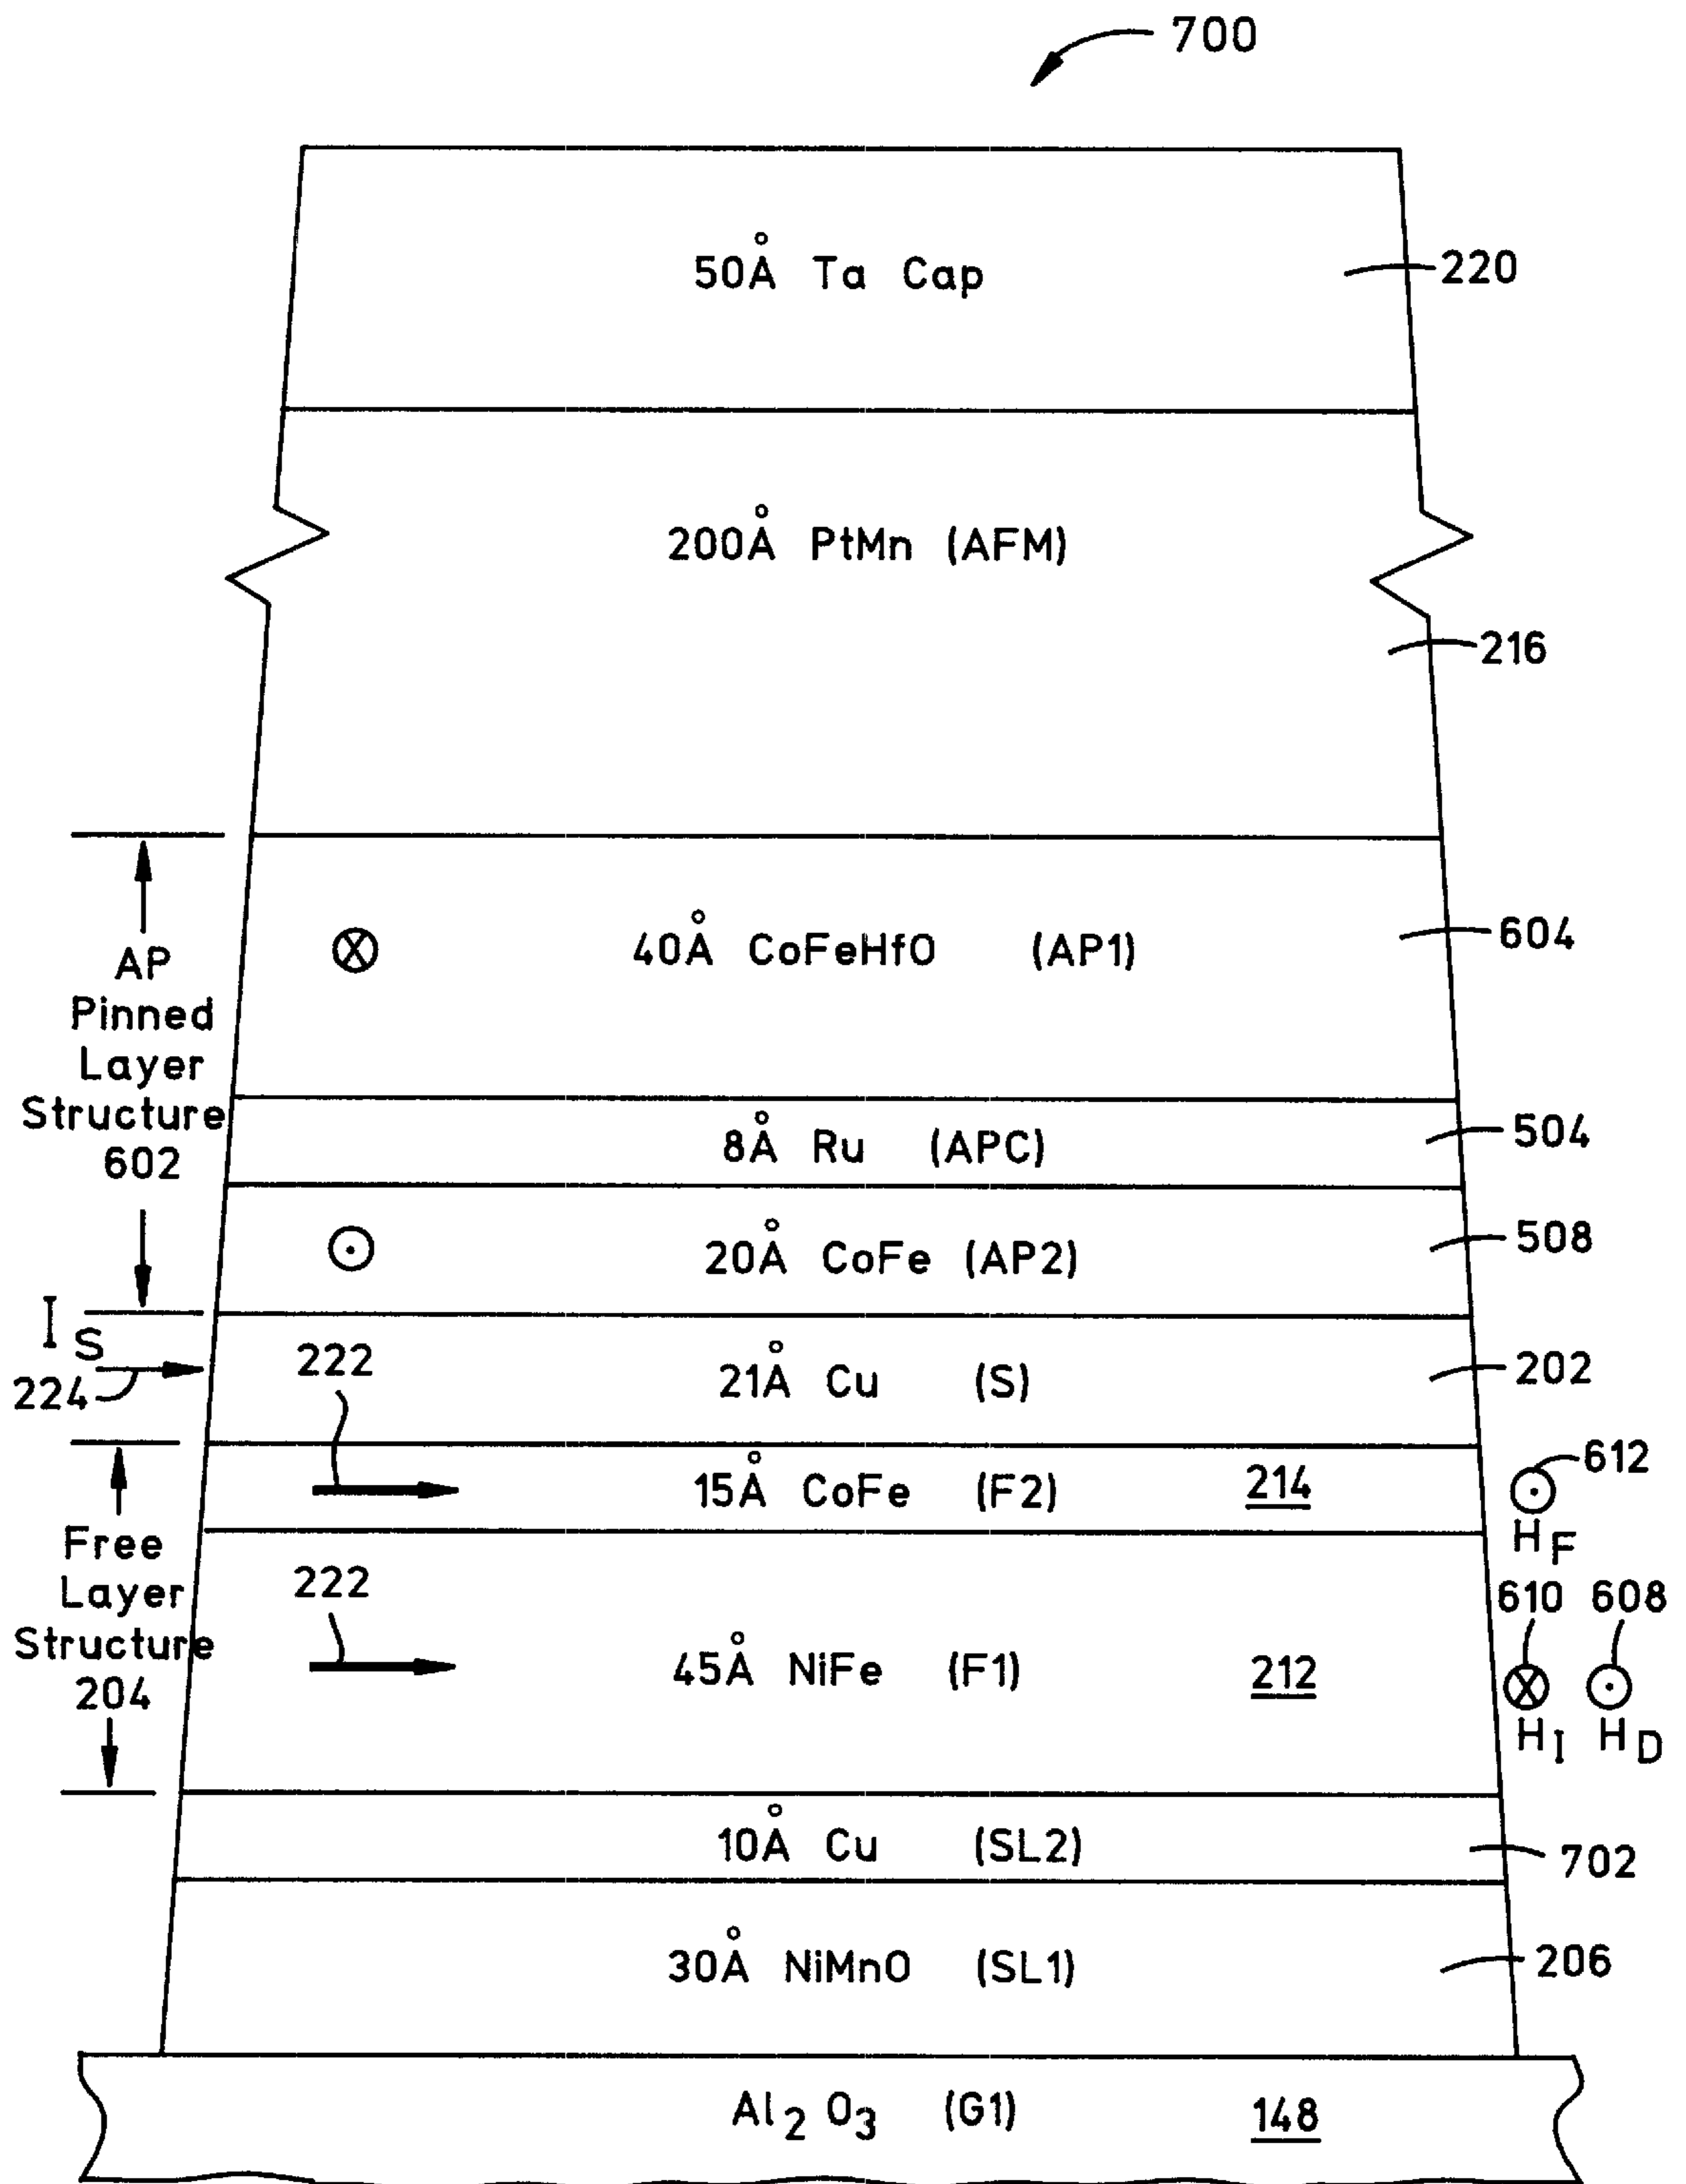 700
50Å Ta Cap
220
200Å PtMn (AFM)
216
AP
Pinned
Layer
Structure
602
40Å CoFeHfO (AP1)
604
8Å Ru (APC)
504
20Å CoFe (AP2)
508
I S
224
222
21Å Cu (S)
202
Free
Layer
Structure
204
15Å CoFe (F2) 214
612
H F
222
45Å NiFe (F1) 212
610 608
H I H D
10Å Cu (SL2)
702
30Å NiMnO (SL1)
206
Al2O3 (G1) 148